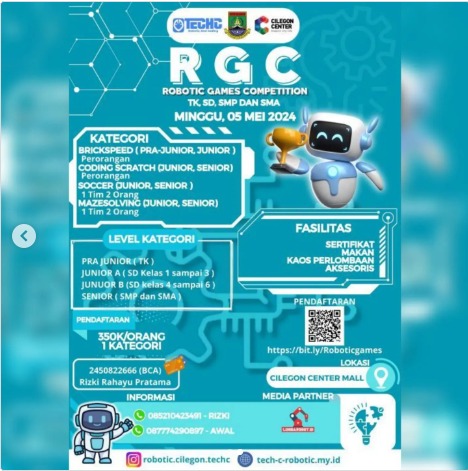 TECHC
CILEGON
CENTER
RGC
ROBOTIC GAMES COMPETITION
TK, SD, SMP DAN SMA
MINGGU, 05 MEI 2024
KATEGORI
BRICKSPEED ( PRA-JUNIOR, JUNIOR )
Perorangan
CODING SCRATCH (JUNIOR, SENIOR)
Perorangan
SOCCER (JUNIOR, SENIOR )
1 Tim 2 Orang
MAZESOLVING (JUNIOR, SENIOR)
1 Tim 2 Orang
LEVEL KATEGORI
PRA JUNIOR ( TK )
JUNIOR A ( SD Kelas 1 sampai 3 )
JUNUOR B ( SD kelas 4 sampai 6 )
SENIOR ( SMP dan SMA )
FASILITAS
SERTIFIKAT
MAKAN
KAOS PERLOMBAAN
AKSESORIS
PENDAFTARAN
350K/ORANG
1 KATEGORI
2450822666 (BCA)
Rizki Rahayu Pratama
PENDAFTARAN
https://bit.ly/Roboticgames
LOKASI
CILEGON CENTER MALL
INFORMASI
085210423491 - RIZKI
087774290897 - AWAL
MEDIA PARTNER
robotic.cilegon.techc
tech-c-robotic.my.id